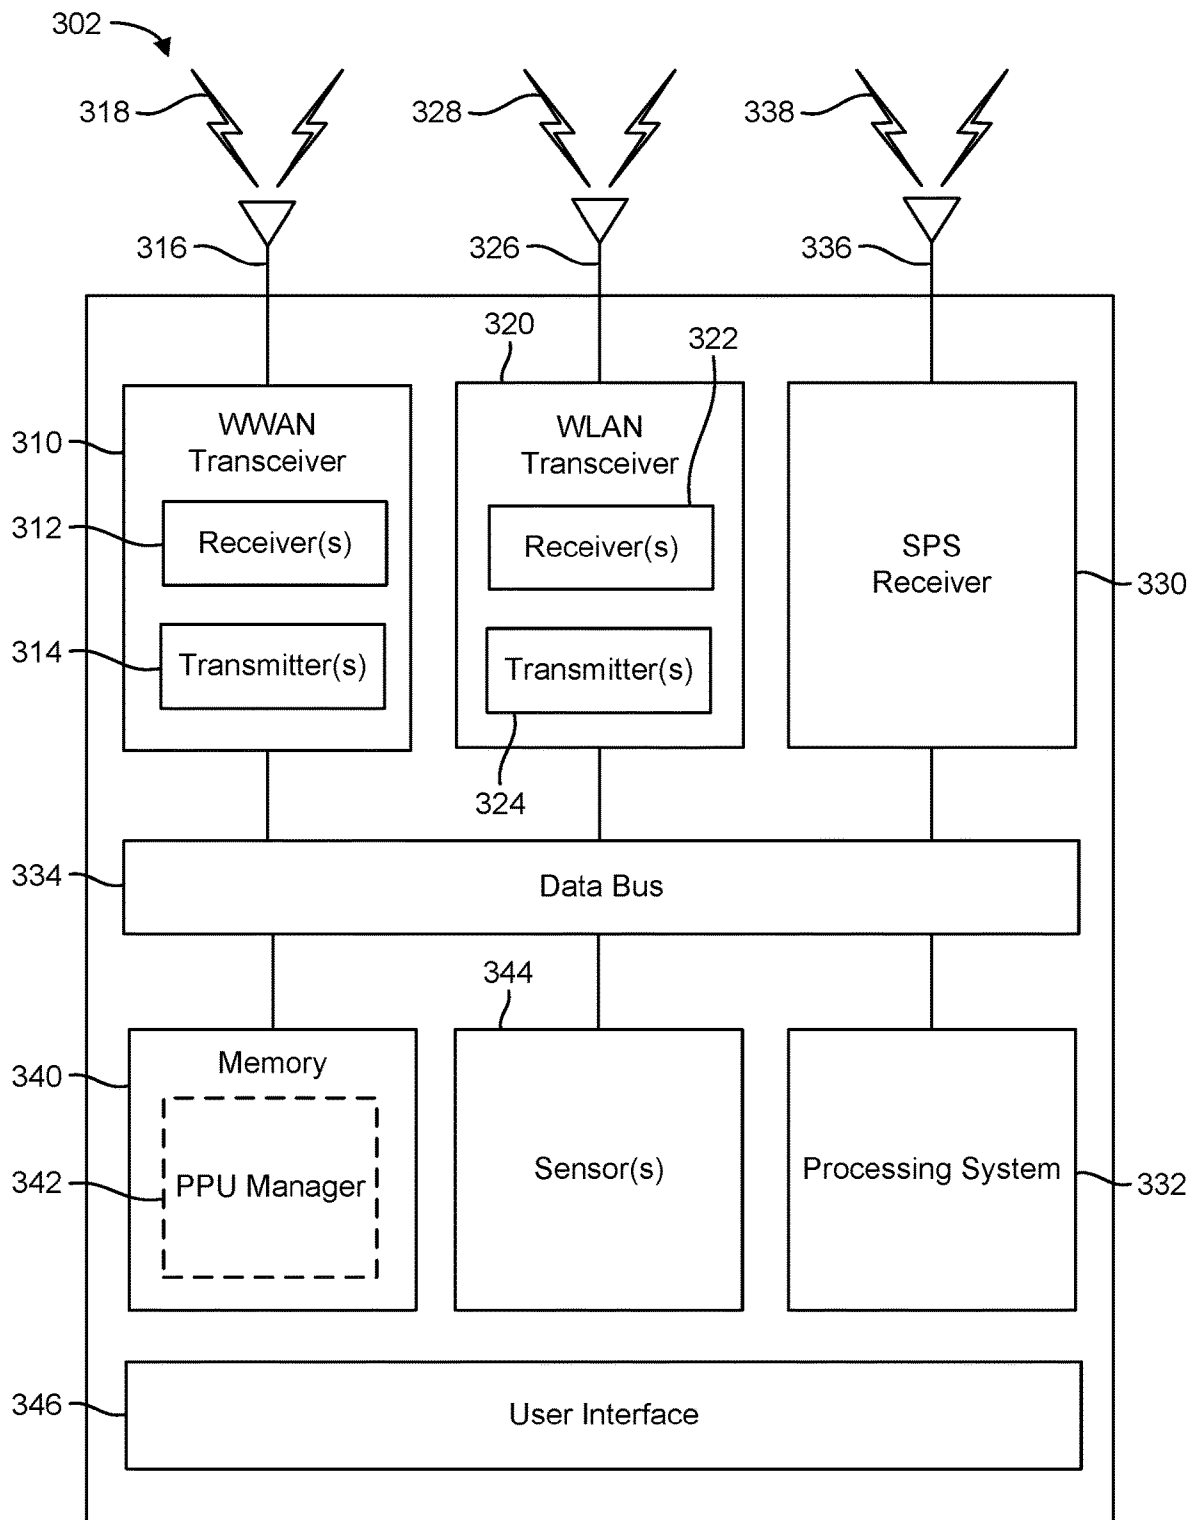 302
318
328
338
316
326
336
320
322
310
WWAN
Transceiver
WLAN
Transceiver
312
Receiver(s)
Receiver(s)
SPS
Receiver
330
314
Transmitter(s)
Transmitter(s)
324
334
Data Bus
344
340
Memory
342
PPU Manager
Sensor(s)
Processing System
332
346
User Interface